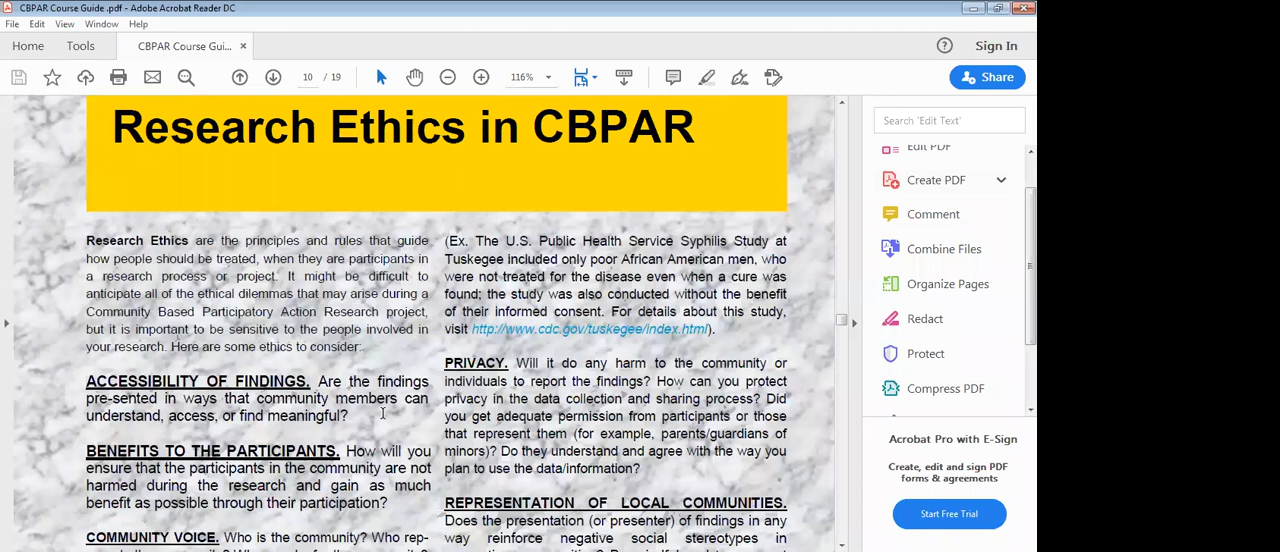 CBPAR Course Guide .pdf - Adobe Acrobat Reader DC
File Edit View Window Help
Home Tools CBPAR Course Gui... × Sign In
10 / 19 116% Share
Research Ethics in CBPAR
Research Ethics are the principles and rules that guide
how people should be treated, when they are participants in
a research process or project. It might be difficult to
anticipate all of the ethical dilemmas that may arise during a
Community Based Participatory Action Research project,
but it is important to be sensitive to the people involved in
your research. Here are some ethics to consider:
ACCESSIBILITY OF FINDINGS. Are the findings
pre-sented in ways that community members can
understand, access, or find meaningful?
BENEFITS TO THE PARTICIPANTS. How will you
ensure that the participants in the community are not
harmed during the research and gain as much
benefit as possible through their participation?
COMMUNITY VOICE. Who is the community? Who rep-
(Ex. The U.S. Public Health Service Syphilis Study at
Tuskegee included only poor African American men, who
were not treated for the disease even when a cure was
found; the study was also conducted without the benefit
of their informed consent. For details about this study,
visit http://www.cdc.gov/tuskegee/index.html).
PRIVACY. Will it do any harm to the community or
individuals to report the findings? How can you protect
privacy in the data collection and sharing process? Did
you get adequate permission from participants or those
that represent them (for example, parents/guardians of
minors)? Do they understand and agree with the way you
plan to use the data/information?
REPRESENTATION OF LOCAL COMMUNITIES.
Does the presentation (or presenter) of findings in any
way reinforce negative social stereotypes in
Search 'Edit Text'
Edit PDF
Create PDF
Comment
Combine Files
Organize Pages
Redact
Protect
Compress PDF
Acrobat Pro with E-Sign
Create, edit and sign PDF
forms & agreements
Start Free Trial